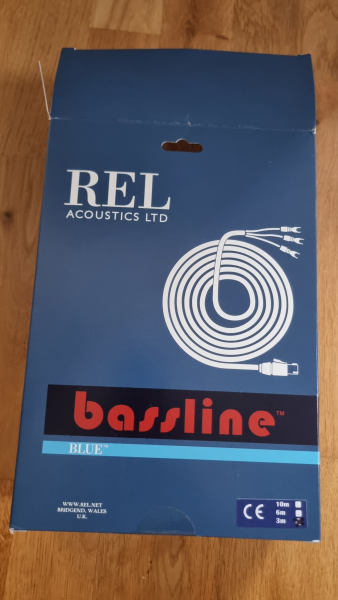 REL
ACOUSTICS LTD
bassline™
BLUE™
WWW.REL.NET
BRIDGEND, WALES
U.K.
CE
10m
6m
3m